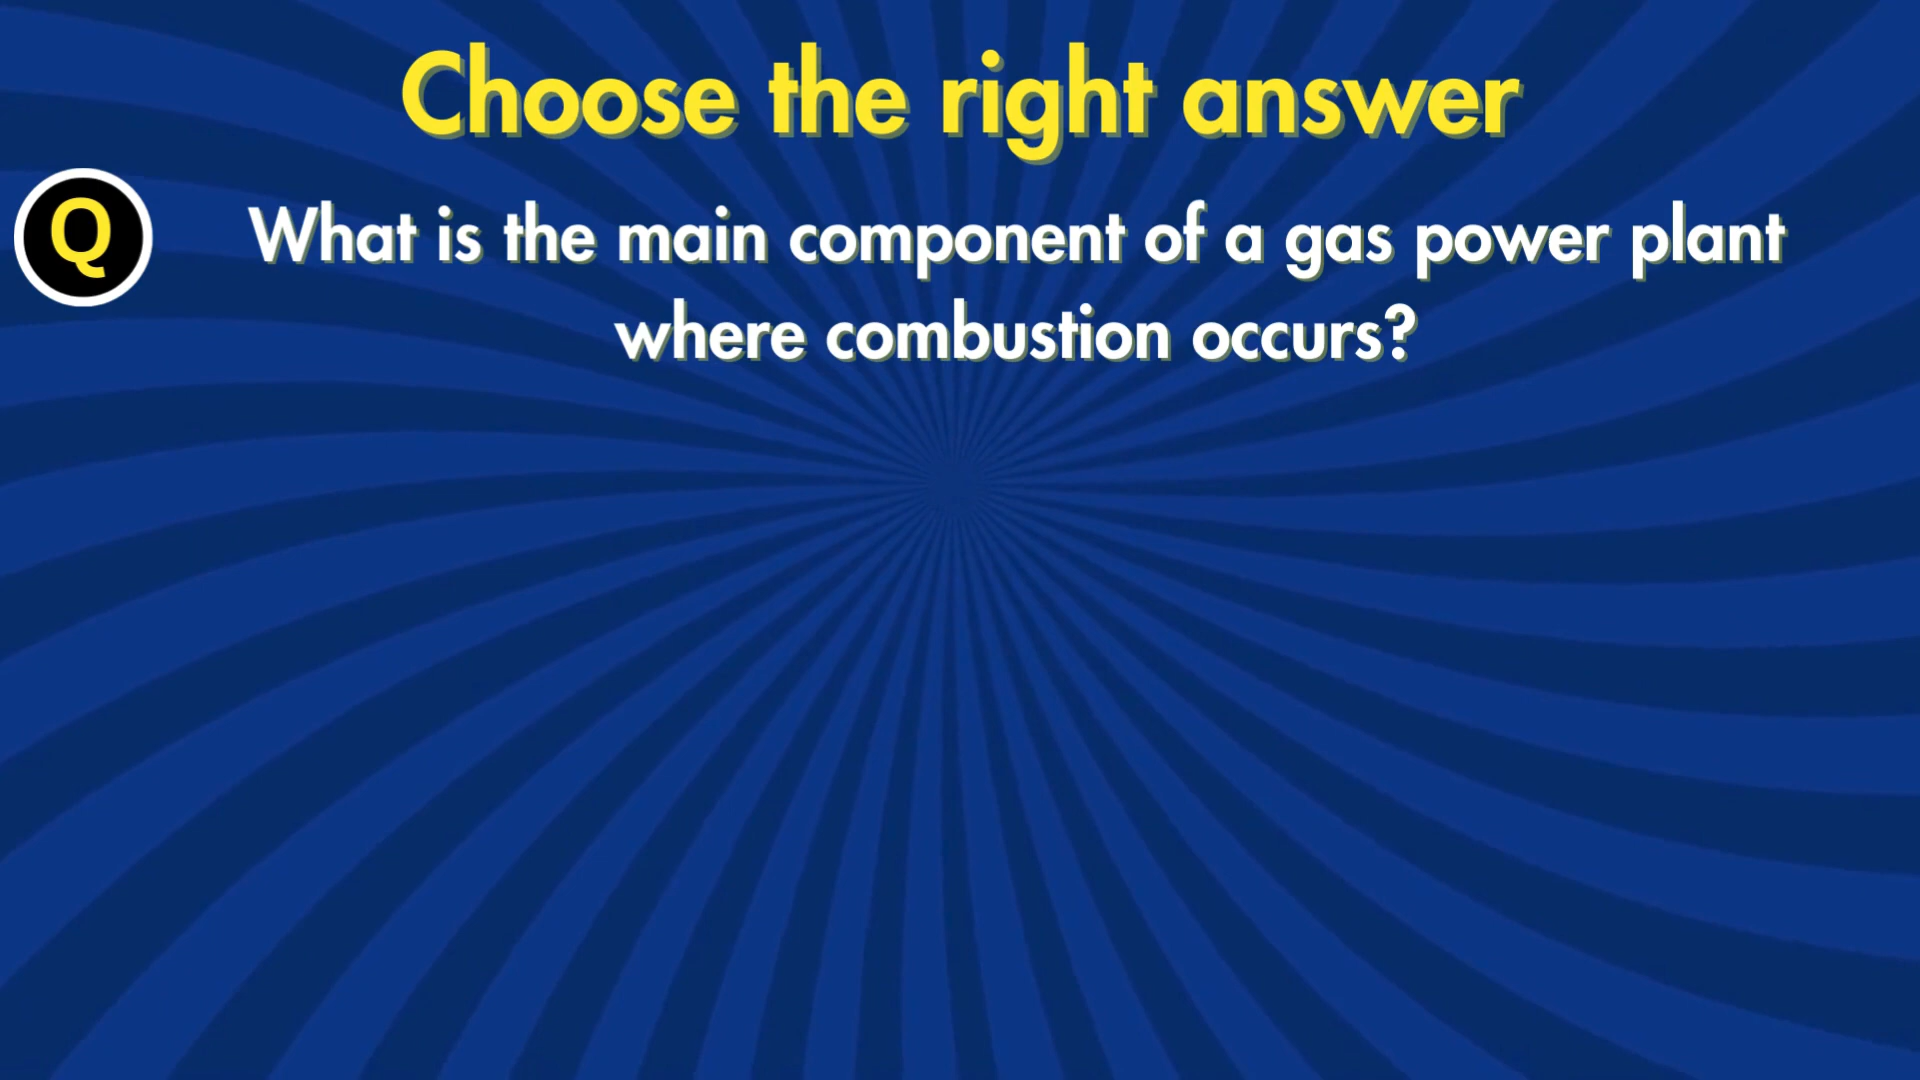 Choose the right answer
Q
What is the main component of a gas power plant
where combustion occurs?